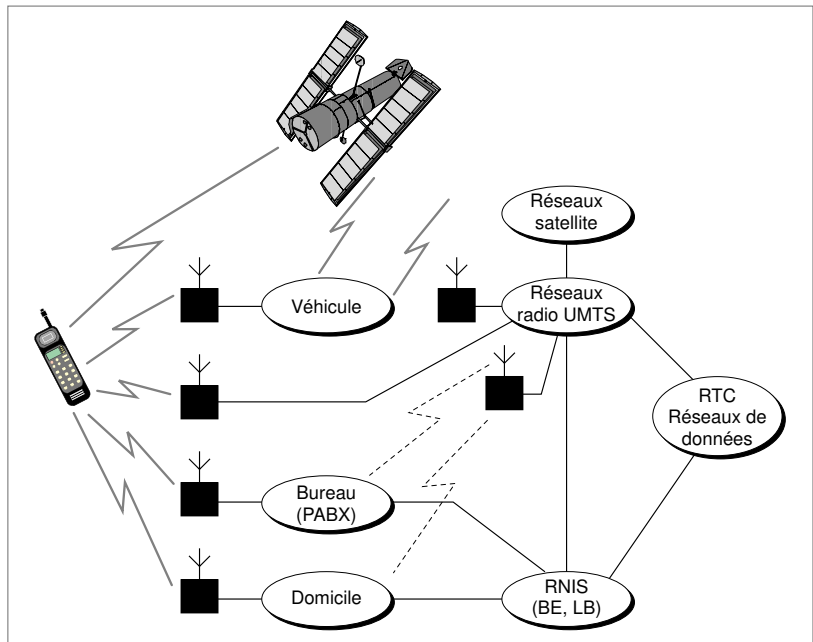 Réseaux
satellite
Véhicule
Réseaux
radio UMTS
RTC
Réseaux de
données
Bureau
(PABX)
Domicile
RNIS
(BE, LB)